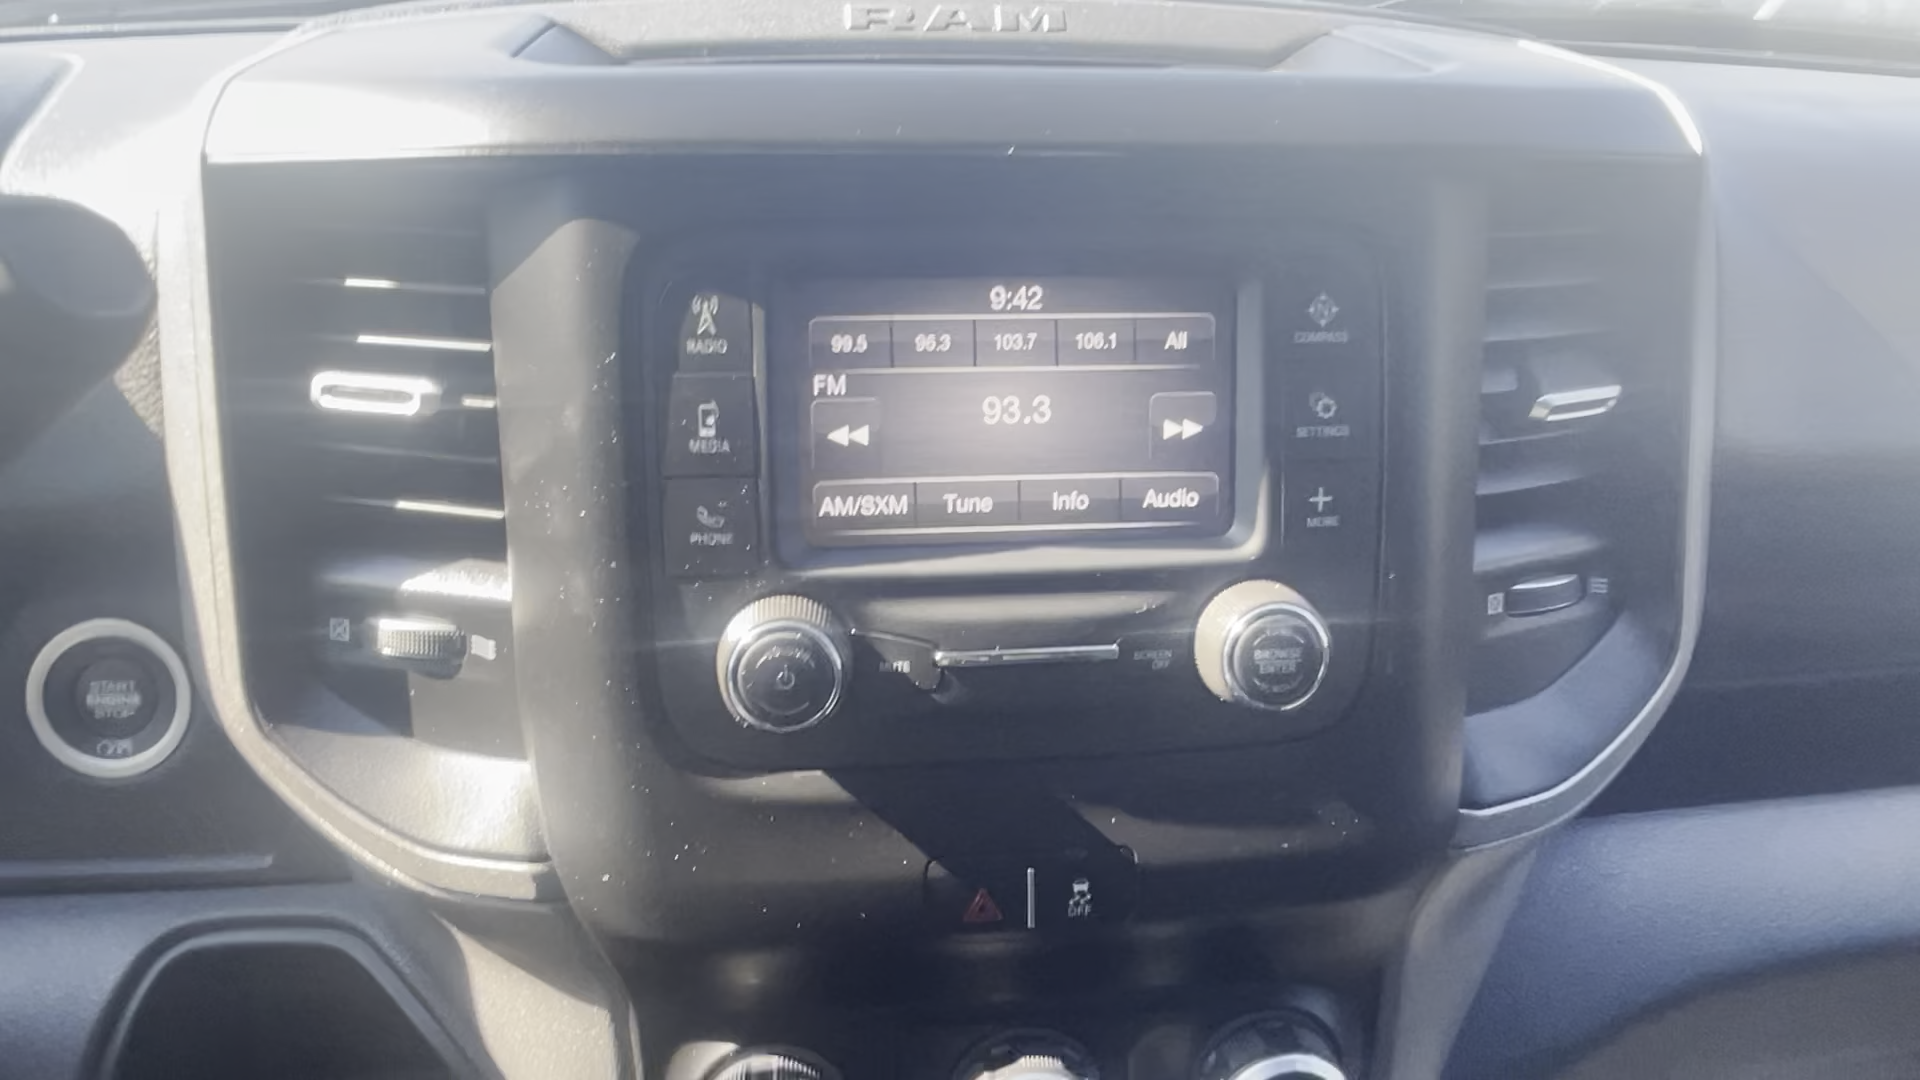 RAM
9:42
99.5 95.3 103.7 106.1 All
FM
93.3
AM/SXM Tune Info Audio
RADIO
MEDIA
PHONE
COMPASS
SETTINGS
MORE
MUTE
SCREEN
OFF
BROWSE
ENTER
START
ENGINE
STOP
OFF